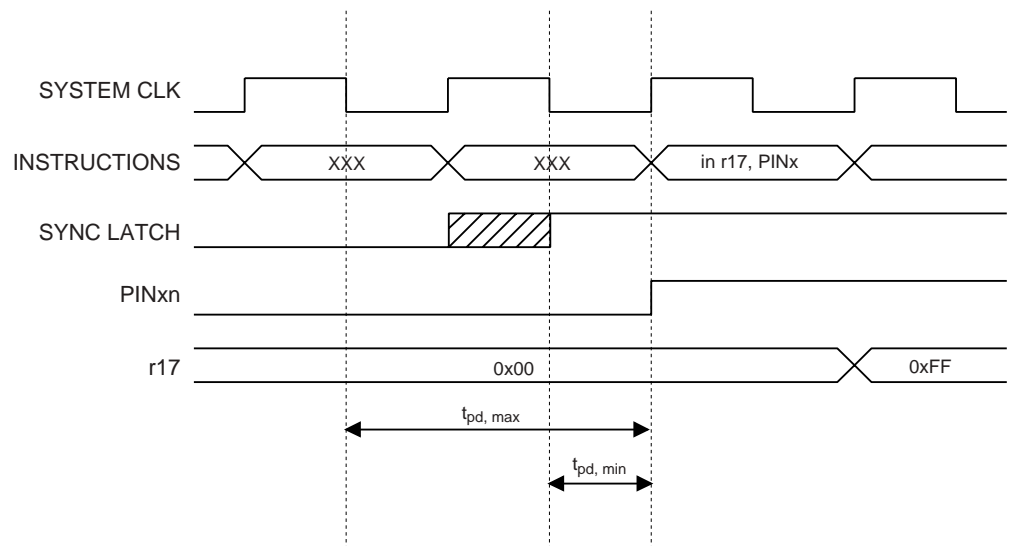 SYSTEM CLK
INSTRUCTIONS XXX XXX in r17, PINx
SYNC LATCH
PINxn
r17 0x00 0xFF
tpd, max
tpd, min